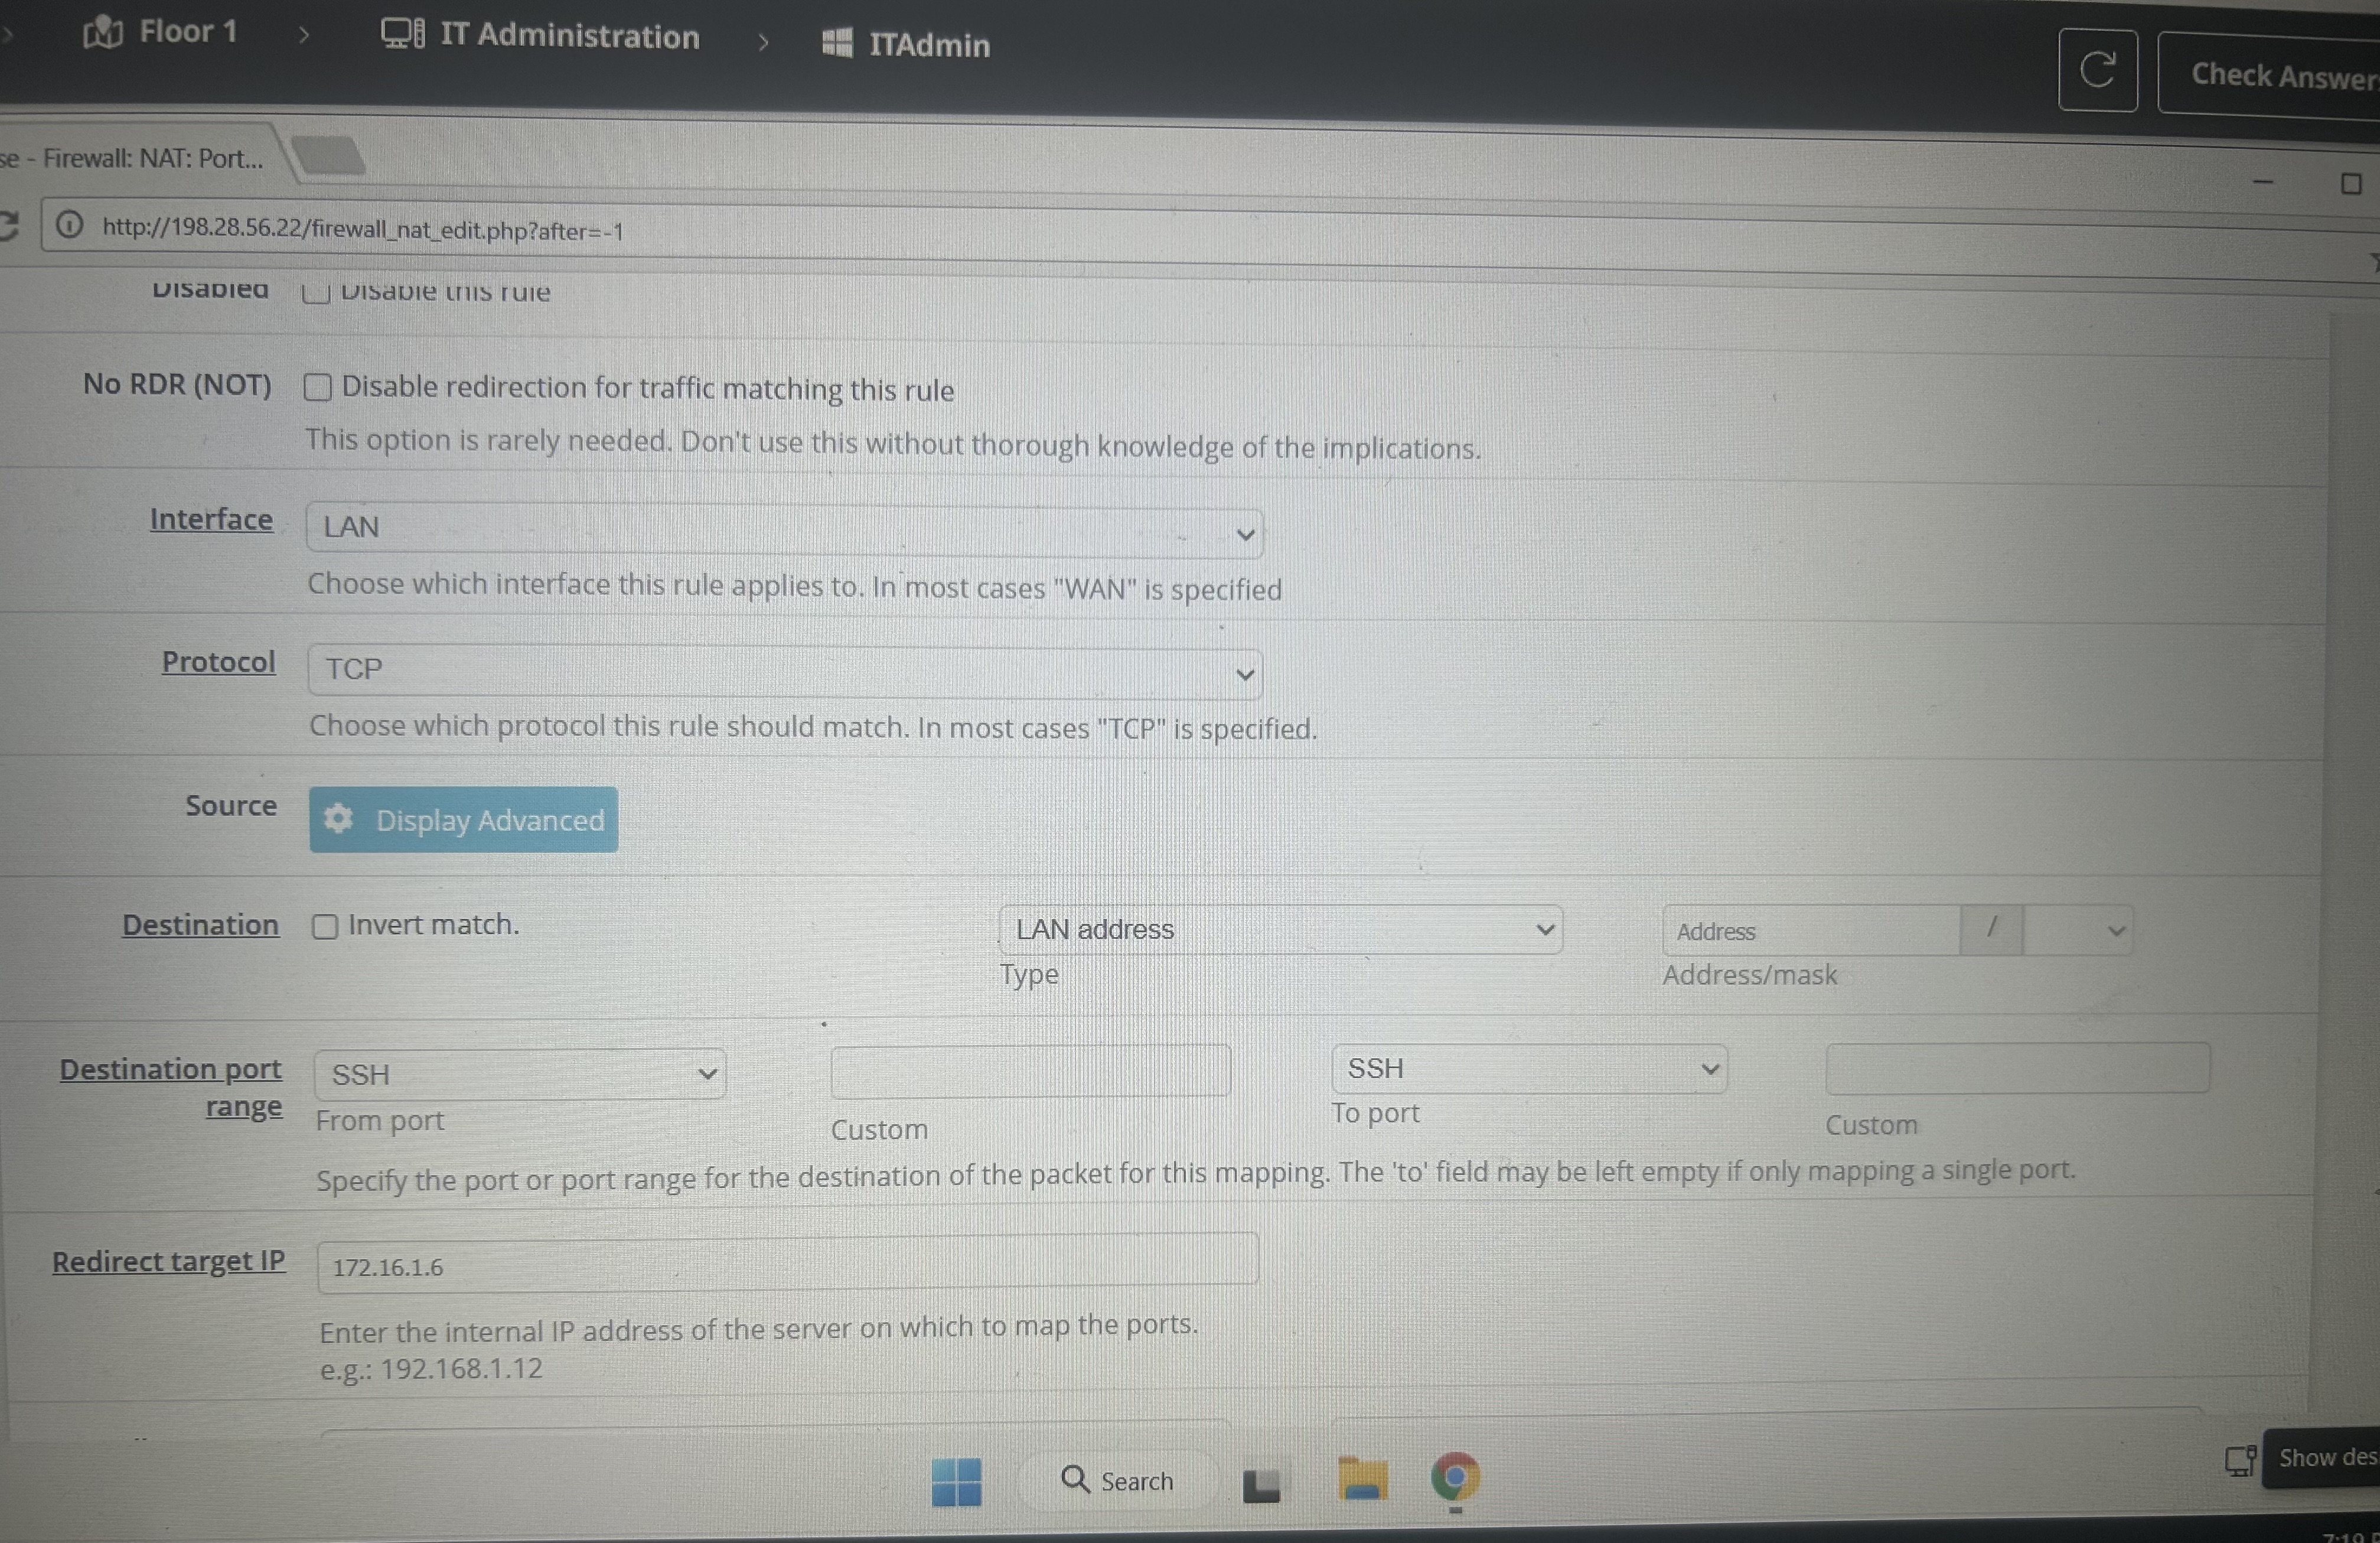 Floor 1 > IT Administration > ITAdmin
Check Answer
se - Firewall: NAT: Port...
http://198.28.56.22/firewall_nat_edit.php?after=-1
Disabled Disable this rule
No RDR (NOT) Disable redirection for traffic matching this rule
This option is rarely needed. Don't use this without thorough knowledge of the implications.
Interface LAN
Choose which interface this rule applies to. In most cases "WAN" is specified
Protocol TCP
Choose which protocol this rule should match. In most cases "TCP" is specified.
Source Display Advanced
Destination Invert match. LAN address Address /
Type Address/mask
Destination port range SSH SSH
From port Custom To port Custom
Specify the port or port range for the destination of the packet for this mapping. The 'to' field may be left empty if only mapping a single port.
Redirect target IP 172.16.1.6
Enter the internal IP address of the server on which to map the ports.
e.g.: 192.168.1.12
Search
Show des